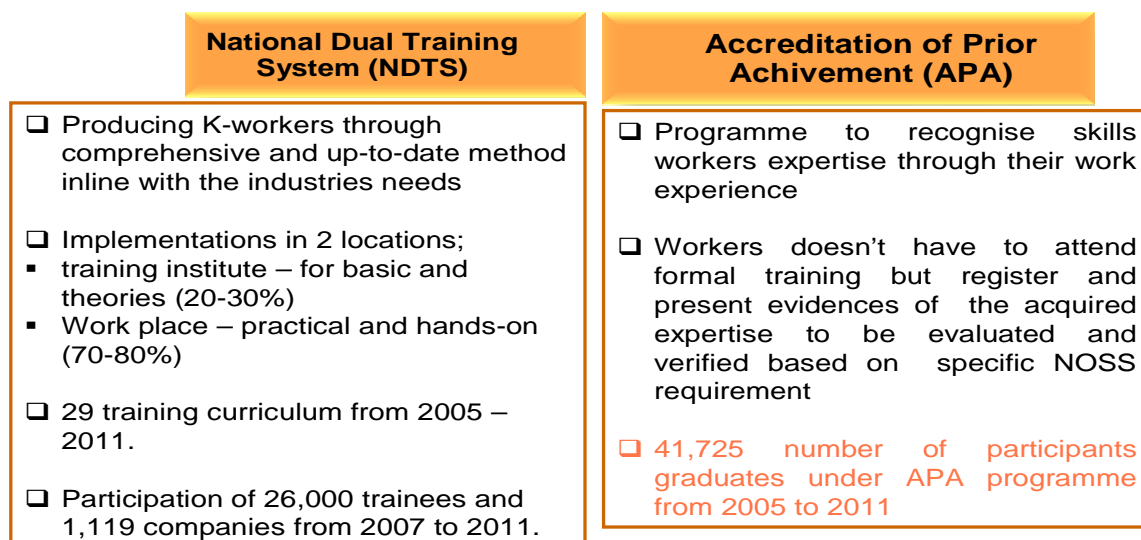 National Dual Training
System (NDTS)
❑ Producing K-workers through
comprehensive and up-to-date method
inline with the industries needs
❑ Implementations in 2 locations;
▪ training institute – for basic and
theories (20-30%)
▪ Work place – practical and hands-on
(70-80%)
❑ 29 training curriculum from 2005 –
2011.
❑ Participation of 26,000 trainees and
1,119 companies from 2007 to 2011.
Accreditation of Prior
Achivement (APA)
❑ Programme to recognise skills
workers expertise through their work
experience
❑ Workers doesn’t have to attend
formal training but register and
present evidences of the acquired
expertise to be evaluated and
verified based on specific NOSS
requirement
❑ 41,725 number of participants
graduates under APA programme
from 2005 to 2011